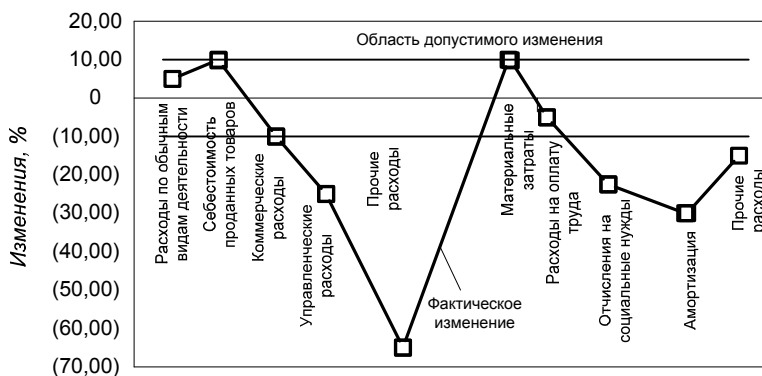 20,00
10,00
0
(10,00)
(20,00)
(30,00)
(40,00)
(50,00)
(60,00)
(70,00)
Изменения, %
Область допустимого изменения
Расходы по обычным
видам деятельности
Себестоимость
проданных товаров
Коммерческие
расходы
Управленческие
расходы
Прочие
расходы
Фактическое
изменение
Материальные
затраты
Расходы на оплату
труда
Отчисления на
социальные нужды
Амортизация
Прочие
расходы